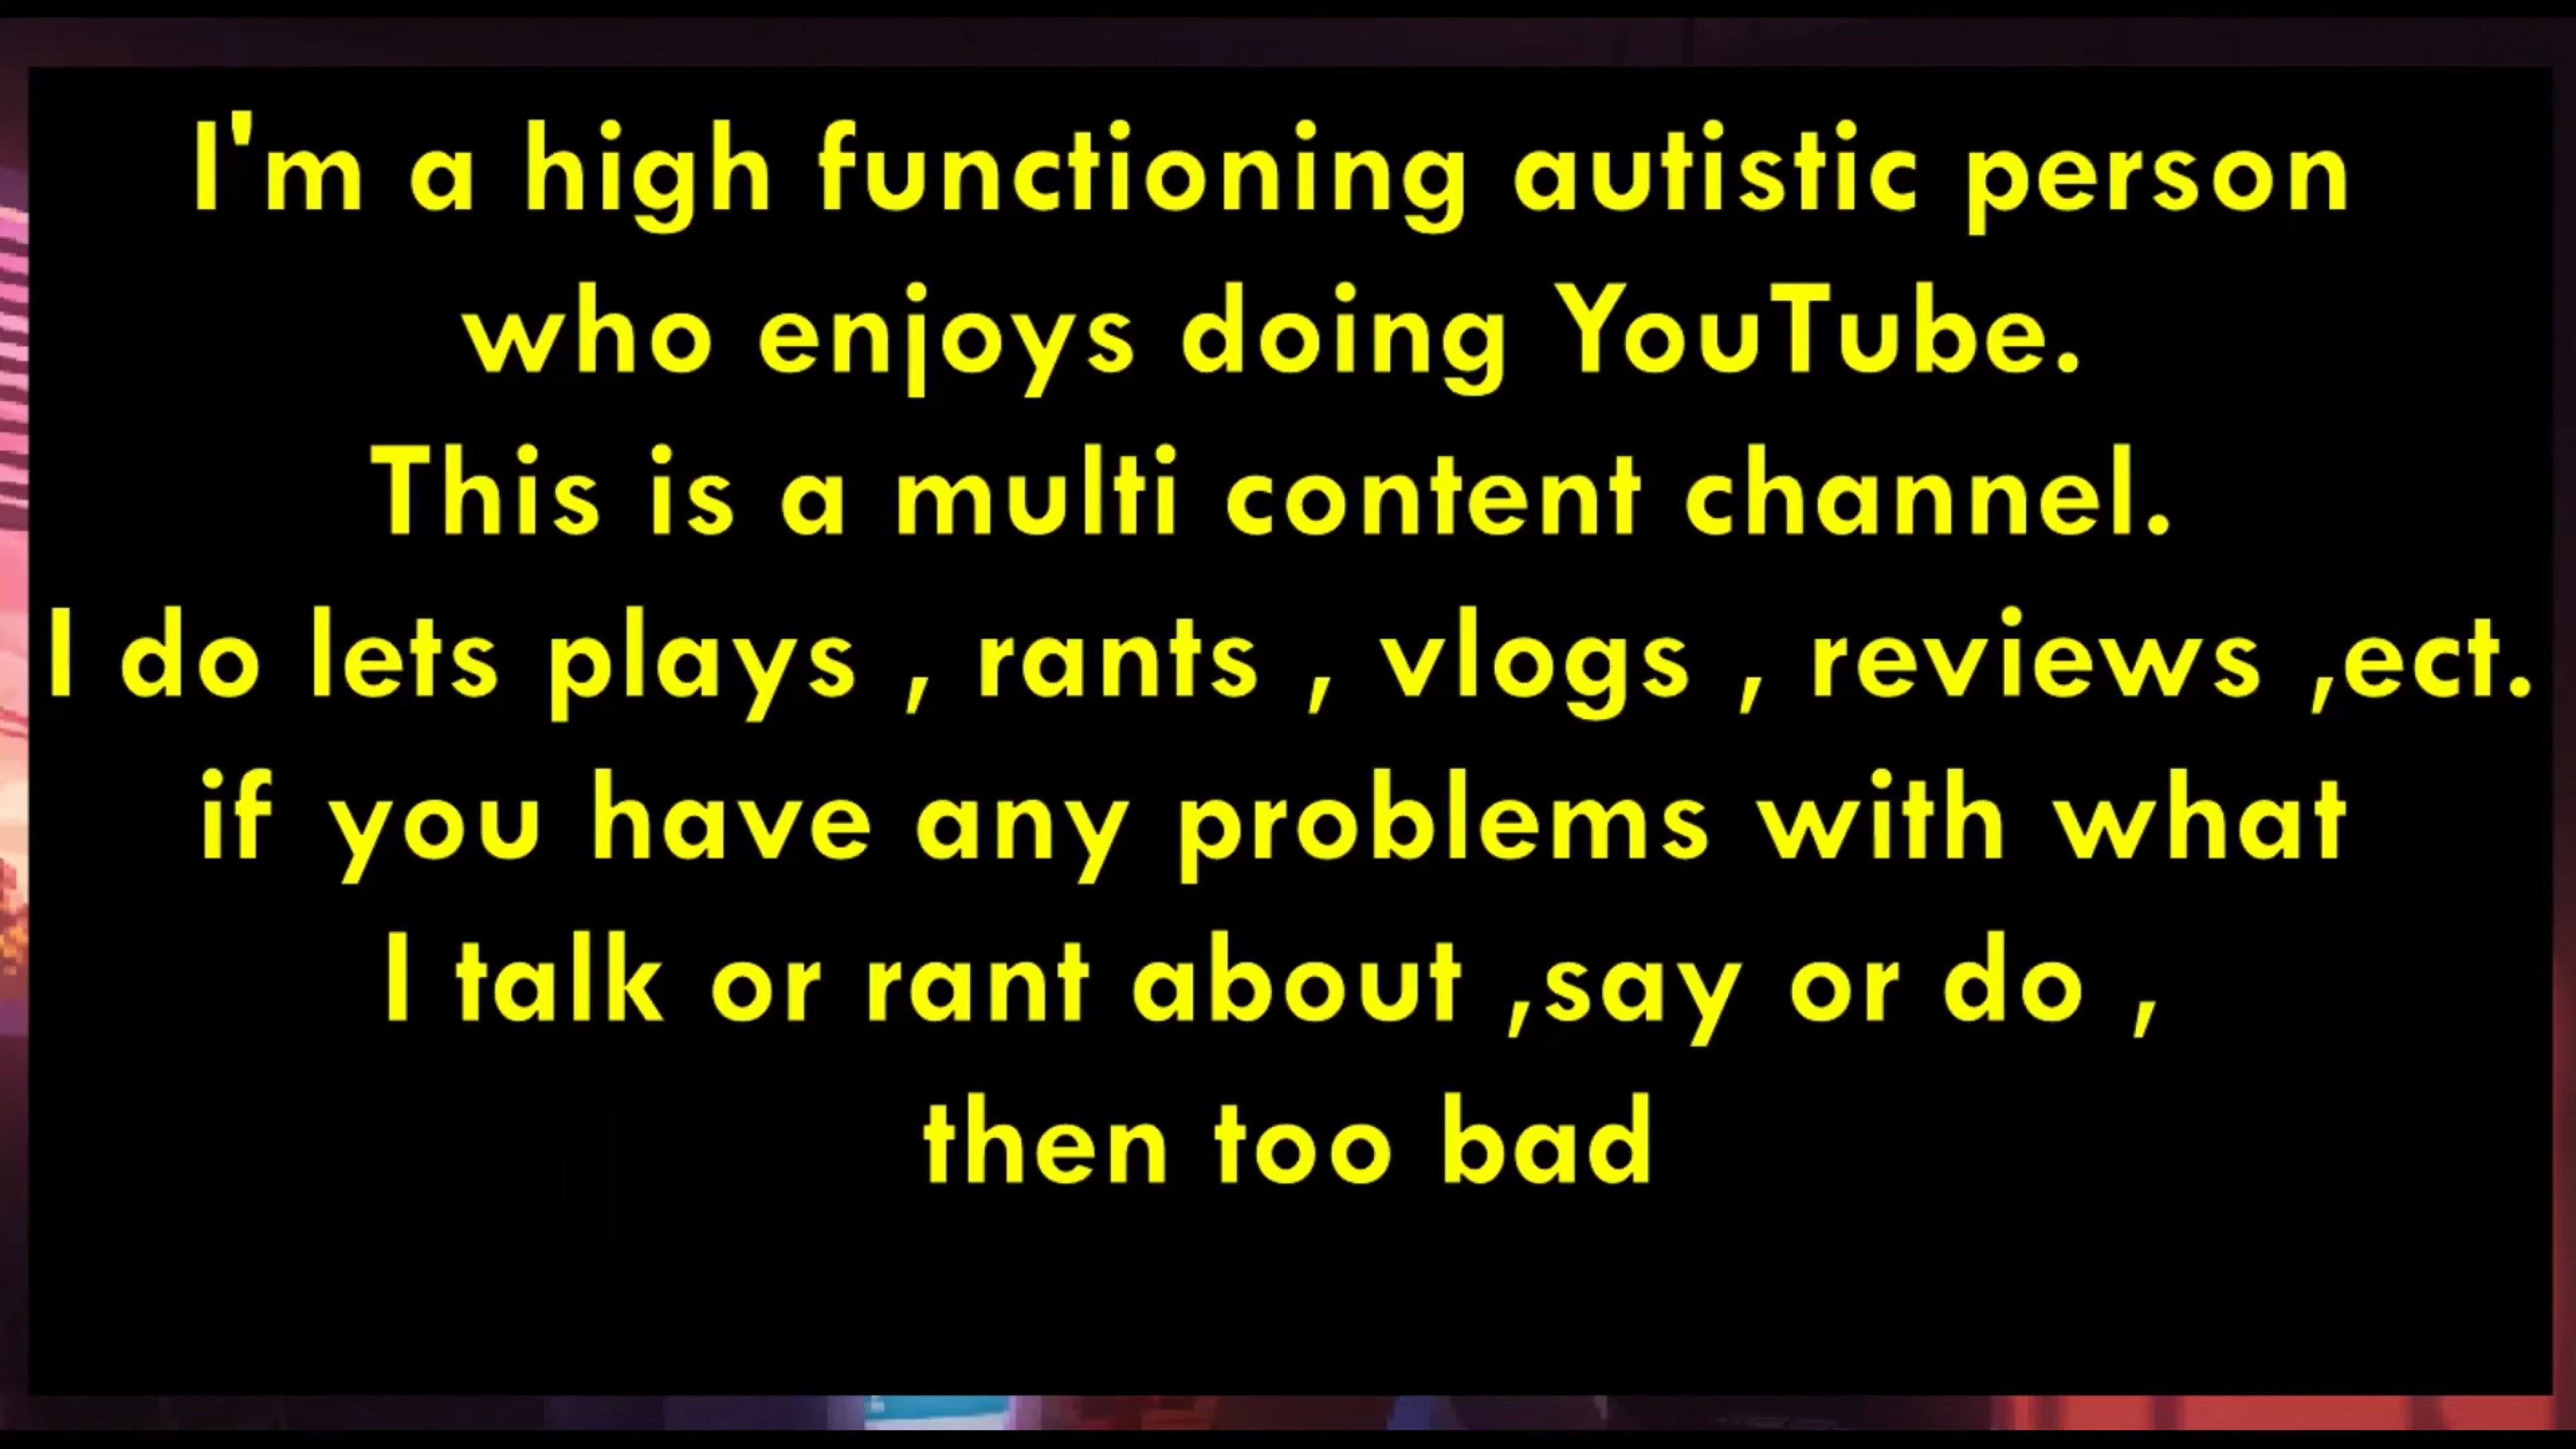 I'm a high functioning autistic person
who enjoys doing YouTube.
This is a multi content channel.
I do lets plays , rants , vlogs , reviews ,ect.
if you have any problems with what
I talk or rant about ,say or do ,
then too bad